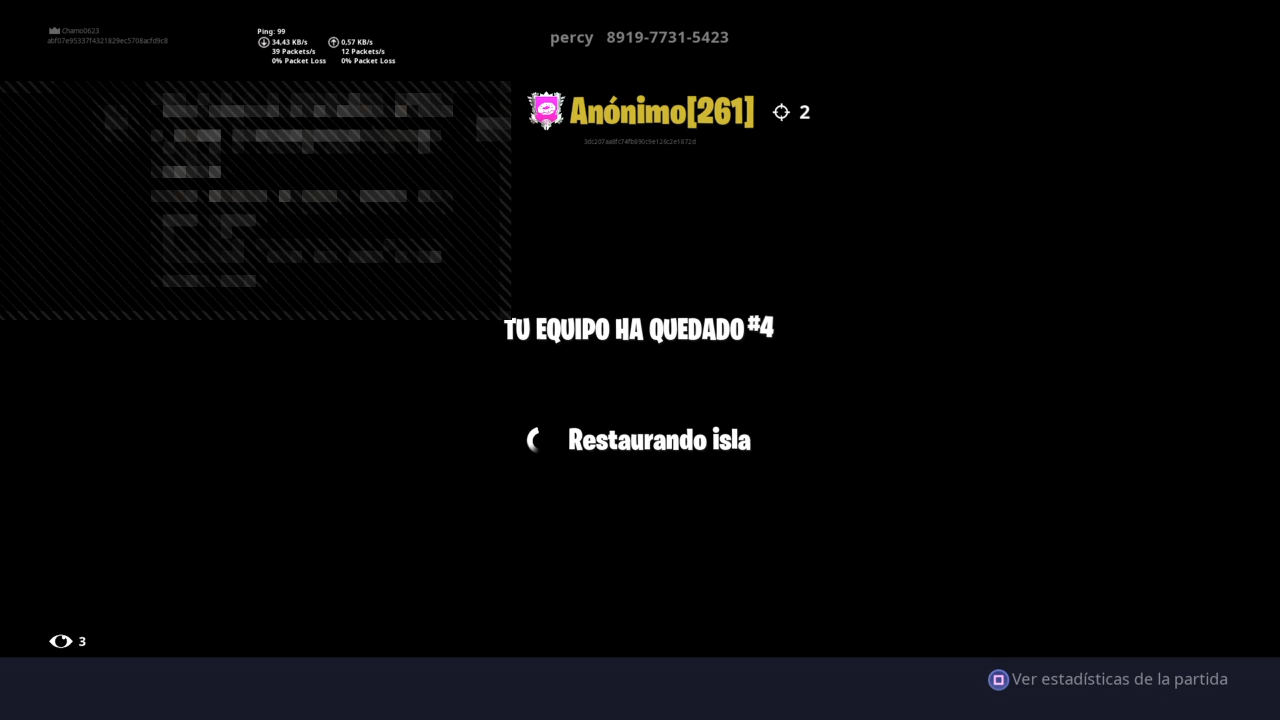 Chamo0623
abf07e95337f4321829ec5708acfd9c8
Ping: 99
34,43 KB/s
39 Packets/s
0% Packet Loss
0,57 KB/s
12 Packets/s
0% Packet Loss
percy 8919-7731-5423
Anónimo[261] 2
TU EQUIPO HA QUEDADO #4
Restaurando isla
3
Ver estadísticas de la partida